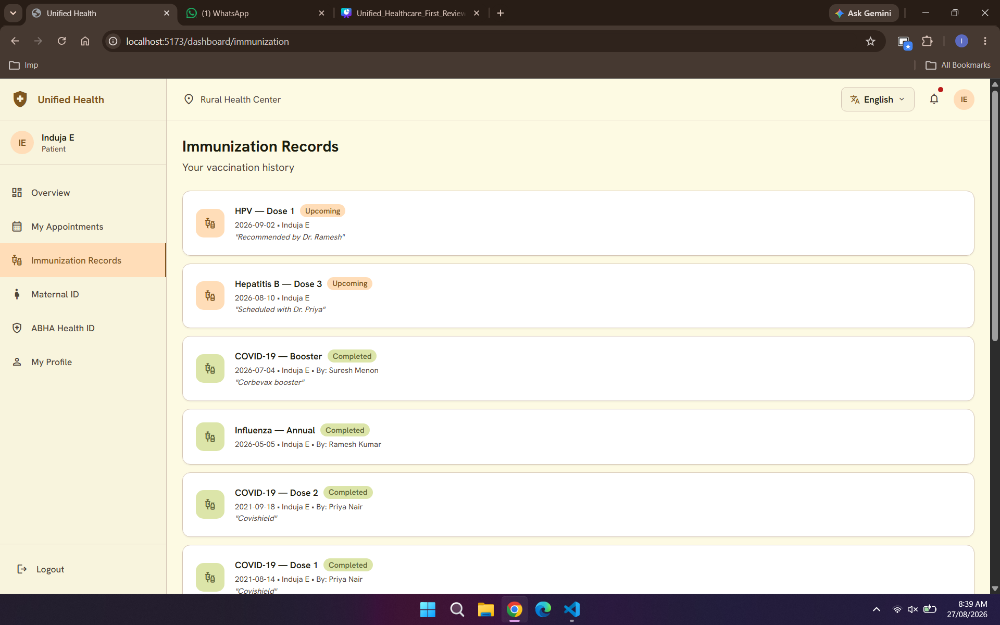 Unified Health
(1) WhatsApp
Unified_Healthcare_First_Review
Ask Gemini
localhost:5173/dashboard/immunization
I
Imp
All Bookmarks
Unified Health
Rural Health Center
English
IE
IE
Induja E
Patient
Overview
My Appointments
Immunization Records
Maternal ID
ABHA Health ID
My Profile
Logout
Immunization Records
Your vaccination history
HPV — Dose 1 Upcoming
2026-09-02 • Induja E
"Recommended by Dr. Ramesh"
Hepatitis B — Dose 3 Upcoming
2026-08-10 • Induja E
"Scheduled with Dr. Priya"
COVID-19 — Booster Completed
2026-07-04 • Induja E • By: Suresh Menon
"Corbevax booster"
Influenza — Annual Completed
2026-05-05 • Induja E • By: Ramesh Kumar
COVID-19 — Dose 2 Completed
2021-09-18 • Induja E • By: Priya Nair
"Covishield"
COVID-19 — Dose 1 Completed
2021-08-14 • Induja E • By: Priya Nair
"Covishield"
8:39 AM
27/08/2026